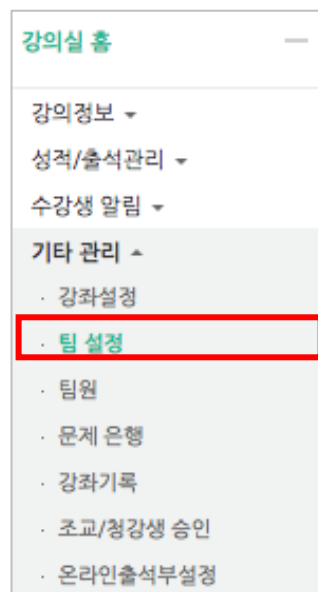 강의실 홈
강의정보
성적/출석관리
수강생 알림
기타 관리
· 강좌설정
· 팀 설정
· 팀원
· 문제 은행
· 강좌기록
· 조교/청강생 승인
· 온라인출석부설정